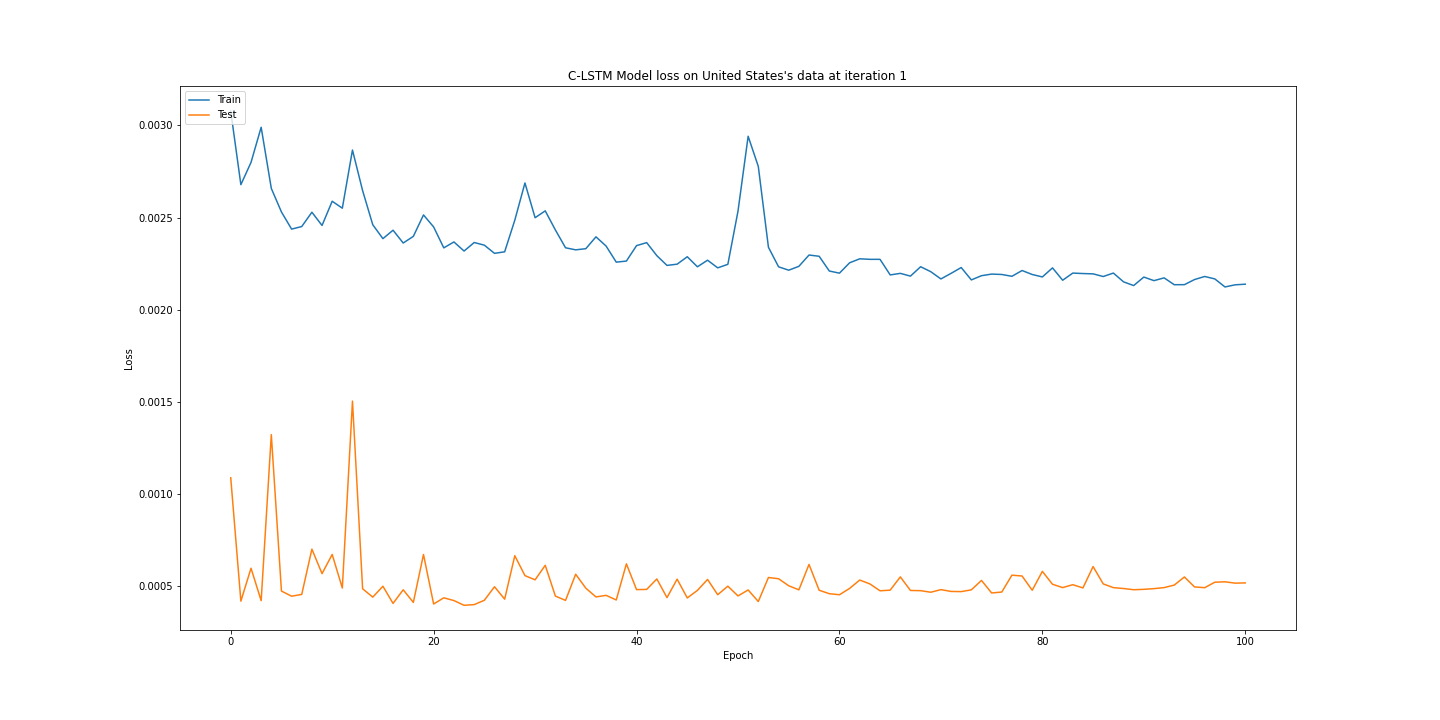 C-LSTM Model loss on United States's data at iteration 1
Train
Test
0.0030
0.0025
0.0020
0.0015
0.0010
0.0005
Loss
0 20 40 60 80 100
Epoch